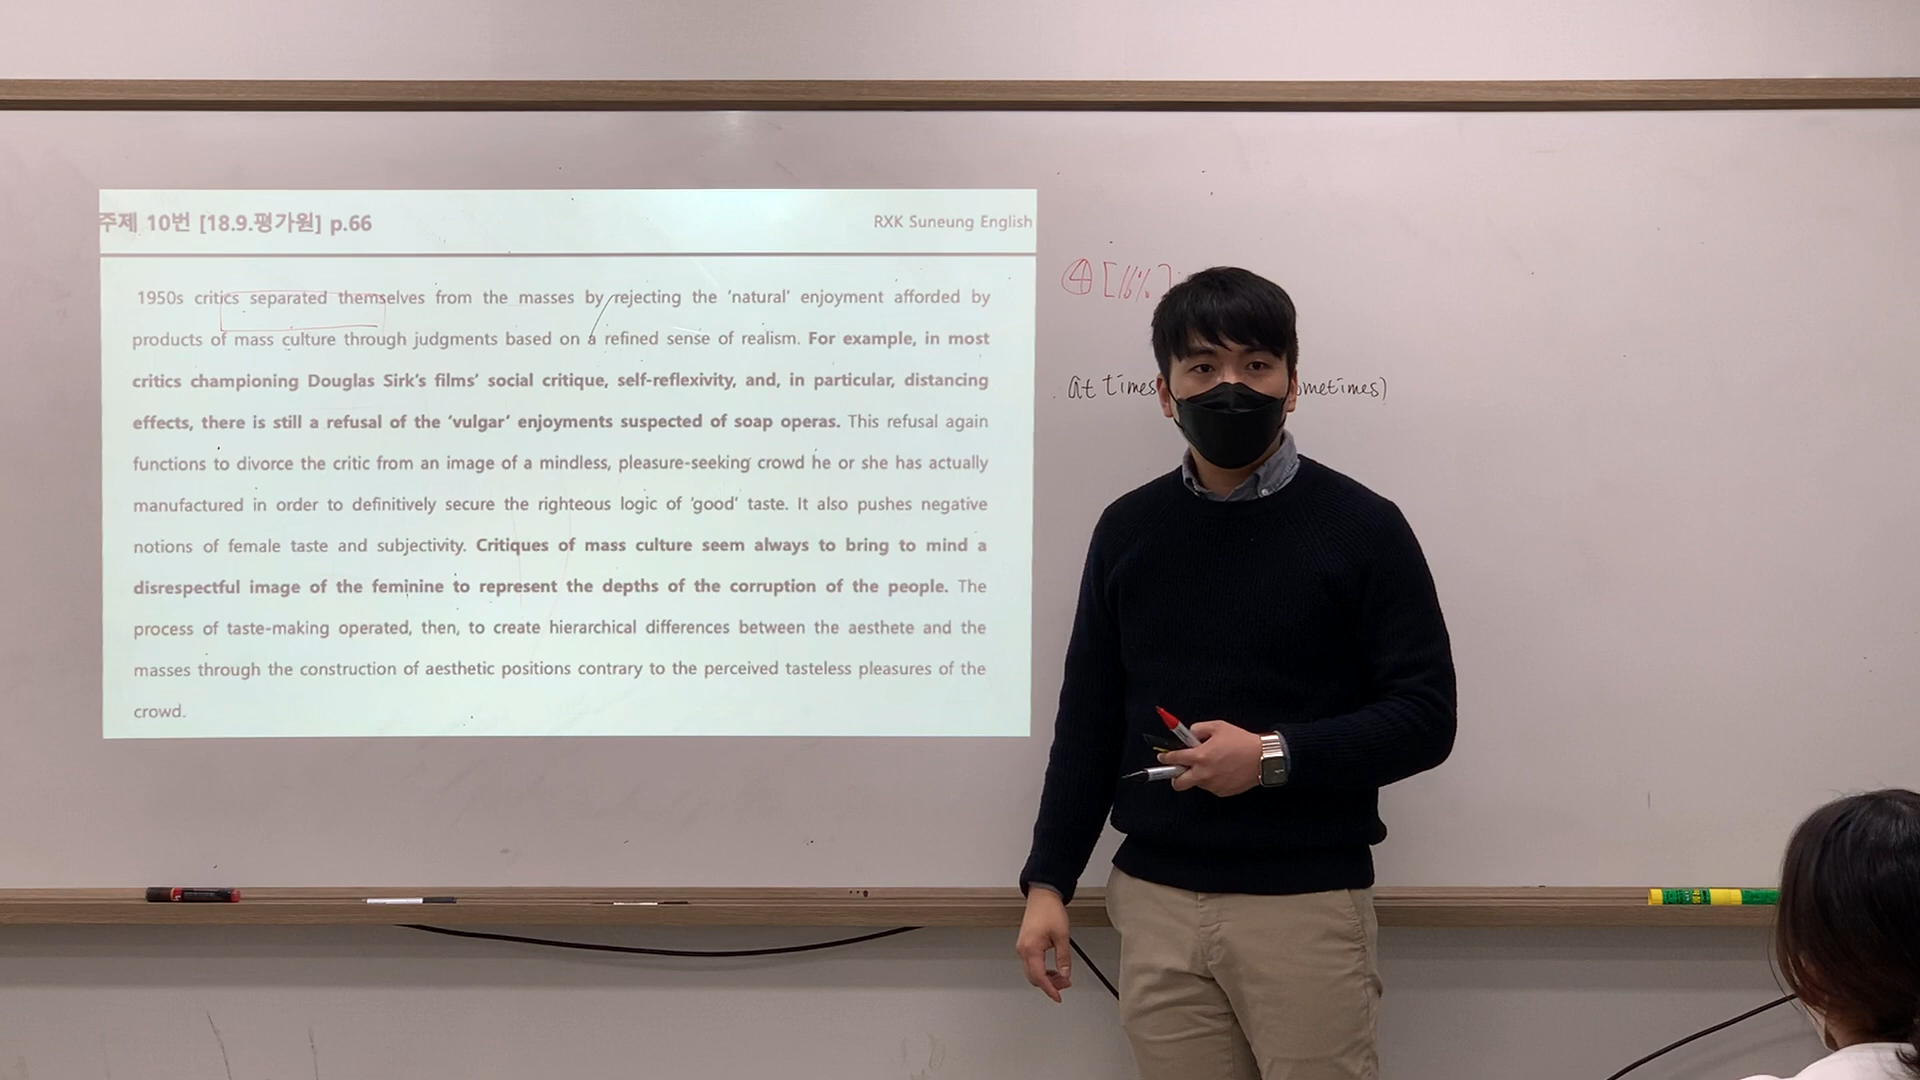 주제 10번 [18.9.평가원] p.66
RXK Suneung English
1950s critics separated themselves from the masses by rejecting the 'natural' enjoyment afforded by
products of mass culture through judgments based on a refined sense of realism. For example, in most
critics championing Douglas Sirk's films' social critique, self-reflexivity, and, in particular, distancing
effects, there is still a refusal of the 'vulgar' enjoyments suspected of soap operas. This refusal again
functions to divorce the critic from an image of a mindless, pleasure-seeking crowd he or she has actually
manufactured in order to definitively secure the righteous logic of 'good' taste. It also pushes negative
notions of female taste and subjectivity. Critiques of mass culture seem always to bring to mind a
disrespectful image of the feminine to represent the depths of the corruption of the people. The
process of taste-making operated, then, to create hierarchical differences between the aesthete and the
masses through the construction of aesthetic positions contrary to the perceived tasteless pleasures of the
crowd.
④ [16%]
at times ometimes)